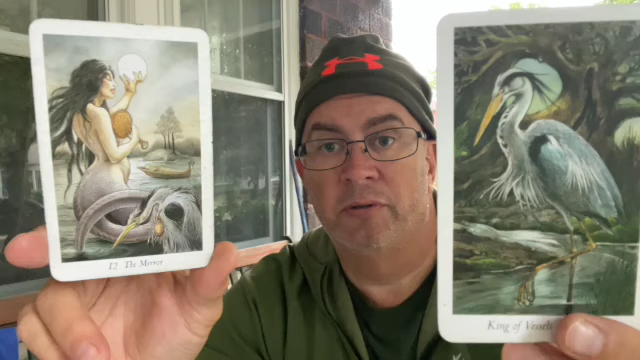 12. The Mirror
King of Vessels